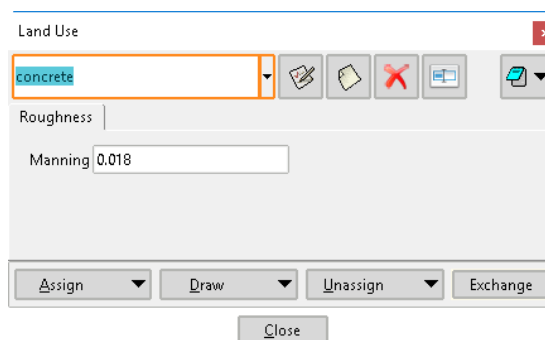 Land Use
concrete
Roughness
Manning 0.018
Assign Draw Unassign Exchange
Close